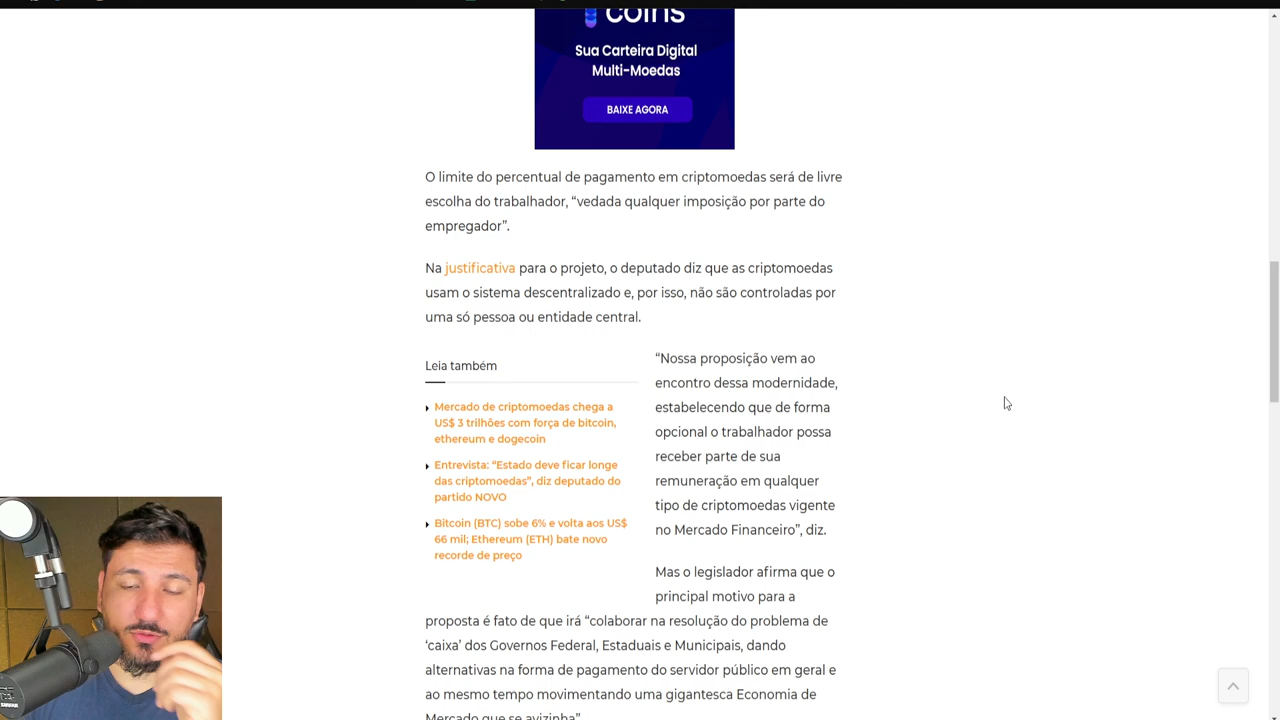 coins
Sua Carteira Digital
Multi-Moedas
BAIXE AGORA
O limite do percentual de pagamento em criptomoedas será de livre
escolha do trabalhador, “vedada qualquer imposição por parte do
empregador”.
Na justificativa para o projeto, o deputado diz que as criptomoedas
usam o sistema descentralizado e, por isso, não são controladas por
uma só pessoa ou entidade central.
Leia também
Mercado de criptomoedas chega a
US$ 3 trilhões com força de bitcoin,
ethereum e dogecoin
Entrevista: “Estado deve ficar longe
das criptomoedas”, diz deputado do
partido NOVO
Bitcoin (BTC) sobe 6% e volta aos US$
66 mil; Ethereum (ETH) bate novo
recorde de preço
“Nossa proposição vem ao
encontro dessa modernidade,
estabelecendo que de forma
opcional o trabalhador possa
receber parte de sua
remuneração em qualquer
tipo de criptomoedas vigente
no Mercado Financeiro”, diz.
Mas o legislador afirma que o
principal motivo para a
proposta é fato de que irá “colaborar na resolução do problema de
‘caixa’ dos Governos Federal, Estaduais e Municipais, dando
alternativas na forma de pagamento do servidor público em geral e
ao mesmo tempo movimentando uma gigantesca Economia de
Mercado que se avizinha”